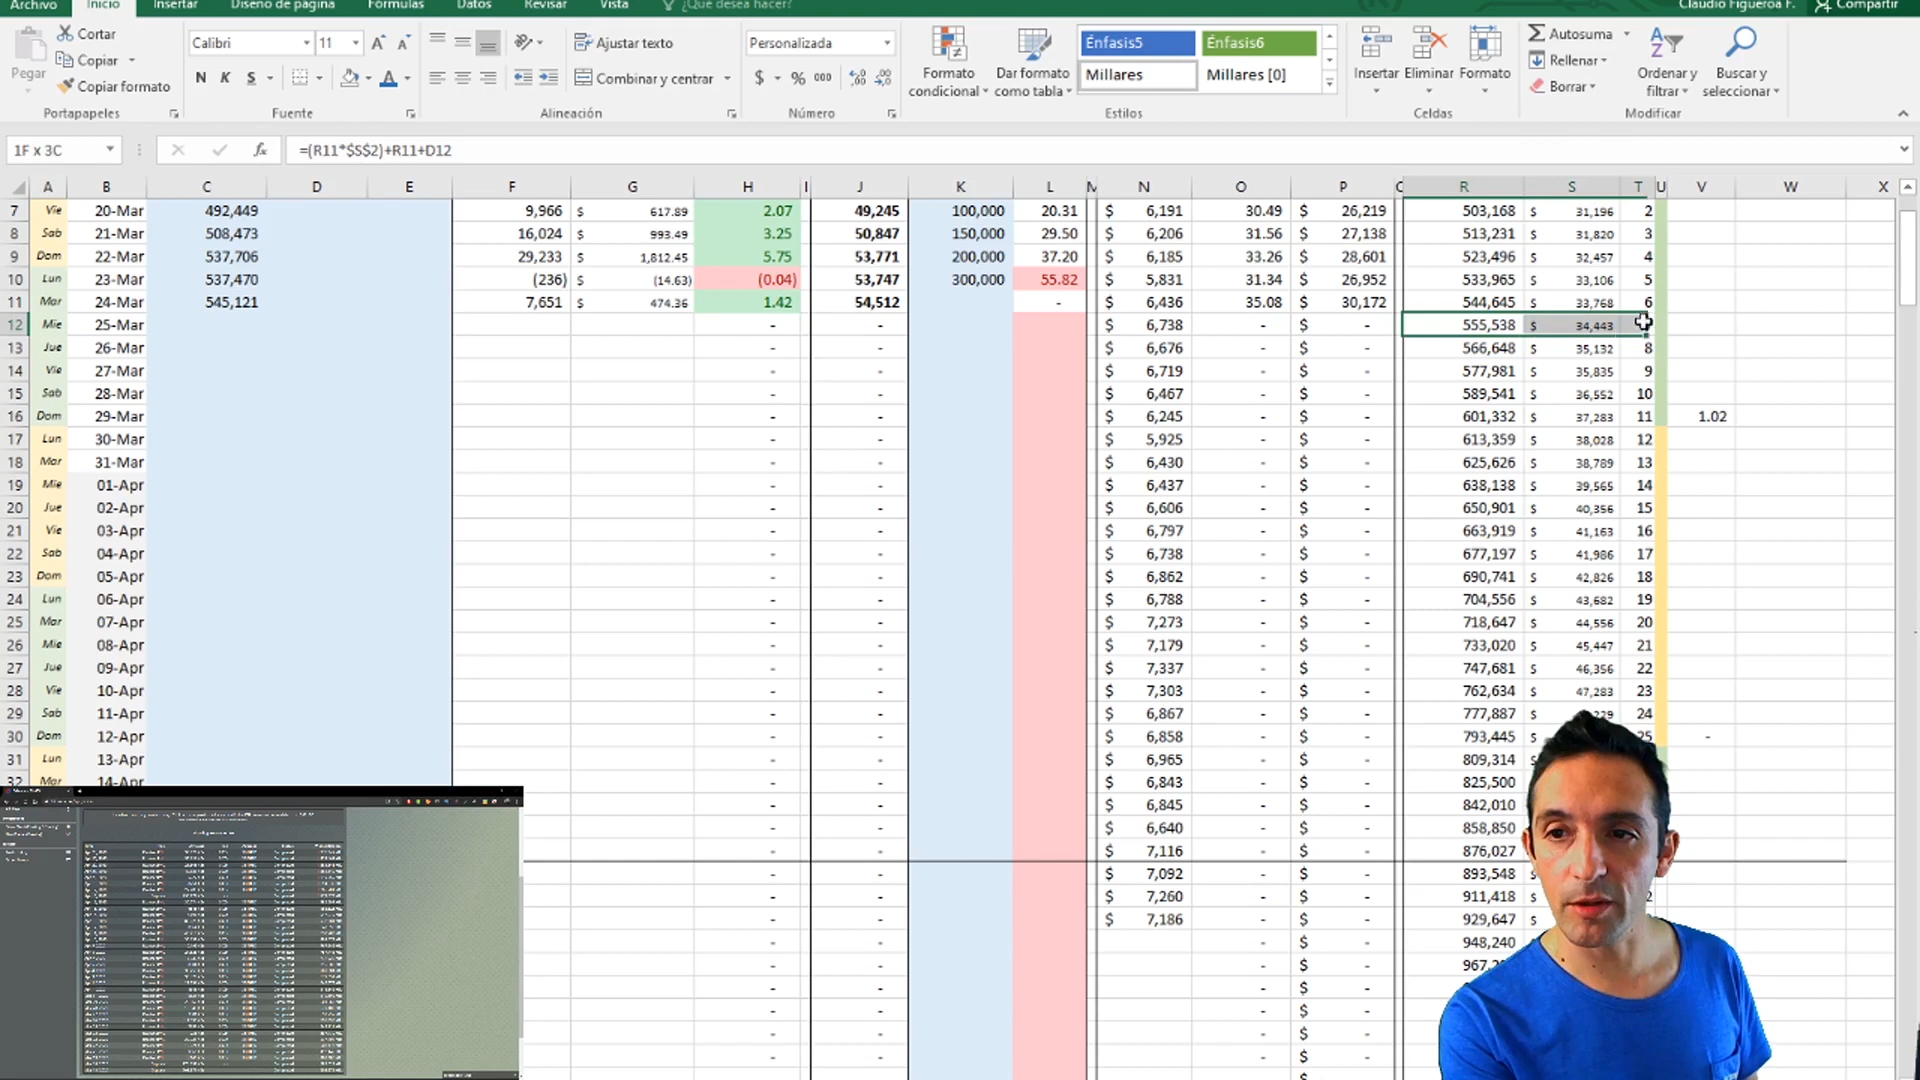 Archivo Inicio Insertar Diseño de página Fórmulas Datos Revisar Vista ¿Qué desea hacer? Claudio Figueroa F. Compartir
Pegar Cortar Copiar Copiar formato Portapapeles
Calibri 11 N K S Fuente
Ajustar texto Combinar y centrar Alineación
Personalizada $ % 000 Número
Formato condicional Dar formato como tabla Énfasis5 Énfasis6 Millares Millares [0] Estilos
Insertar Eliminar Formato Celdas
Autosuma Rellenar Borrar Ordenar y filtrar Buscar y seleccionar Modificar
1F x 3C fx =(R11*$S$2)+R11+D12
A B C D E F G H I J K L M N O P Q R S T U V W X
7 Vie 20-Mar 492,449 9,966 $ 617.89 2.07 49,245 100,000 20.31 $ 6,191 30.49 $ 26,219 503,168 $ 31,196 2
8 Sab 21-Mar 508,473 16,024 $ 993.49 3.25 50,847 150,000 29.50 $ 6,206 31.56 $ 27,138 513,231 $ 31,820 3
9 Dom 22-Mar 537,706 29,233 $ 1,812.45 5.75 53,771 200,000 37.20 $ 6,185 33.26 $ 28,601 523,496 $ 32,457 4
10 Lun 23-Mar 537,470 (236) $ (14.63) (0.04) 53,747 300,000 55.82 $ 5,831 31.34 $ 26,952 533,965 $ 33,106 5
11 Mar 24-Mar 545,121 7,651 $ 474.36 1.42 54,512 - $ 6,436 35.08 $ 30,172 544,645 $ 33,768 6
12 Mie 25-Mar - - $ 6,738 - $ - 555,538 $ 34,443
13 Jue 26-Mar - - $ 6,676 - $ - 566,648 $ 35,132 8
14 Vie 27-Mar - - $ 6,719 - $ - 577,981 $ 35,835 9
15 Sab 28-Mar - - $ 6,467 - $ - 589,541 $ 36,552 10
16 Dom 29-Mar - - $ 6,245 - $ - 601,332 $ 37,283 11 1.02
17 Lun 30-Mar - - $ 5,925 - $ - 613,359 $ 38,028 12
18 Mar 31-Mar - - $ 6,430 - $ - 625,626 $ 38,789 13
19 Mie 01-Apr - - $ 6,437 - $ - 638,138 $ 39,565 14
20 Jue 02-Apr - - $ 6,606 - $ - 650,901 $ 40,356 15
21 Vie 03-Apr - - $ 6,797 - $ - 663,919 $ 41,163 16
22 Sab 04-Apr - - $ 6,738 - $ - 677,197 $ 41,986 17
23 Dom 05-Apr - - $ 6,862 - $ - 690,741 $ 42,826 18
24 Lun 06-Apr - - $ 6,788 - $ - 704,556 $ 43,682 19
25 Mar 07-Apr - - $ 7,273 - $ - 718,647 $ 44,556 20
26 Mie 08-Apr - - $ 7,179 - $ - 733,020 $ 45,447 21
27 Jue 09-Apr - - $ 7,337 - $ - 747,681 $ 46,356 22
28 Vie 10-Apr - - $ 7,303 - $ - 762,634 $ 47,283 23
29 Sab 11-Apr - - $ 6,867 - $ - 777,887 $ 24
30 Dom 12-Apr - - $ 6,858 - $ - 793,445 $ 25 -
31 Lun 13-Apr - - $ 6,965 - $ - 809,314 $
32 Mar 14-Apr - - $ 6,843 - $ - 825,500 $
- - $ 6,845 - $ - 842,010 $
- - $ 6,640 - $ - 858,850 $
- - $ 7,116 - $ - 876,027 $
- - $ 7,092 - $ - 893,548 $
- - $ 7,260 - $ - 911,418 $
- - $ 7,186 - $ - 929,647 $
- - - $ - 948,240
- - - $ -
- - - $ -
- - - $ -
- - - $ -
- - - $ -